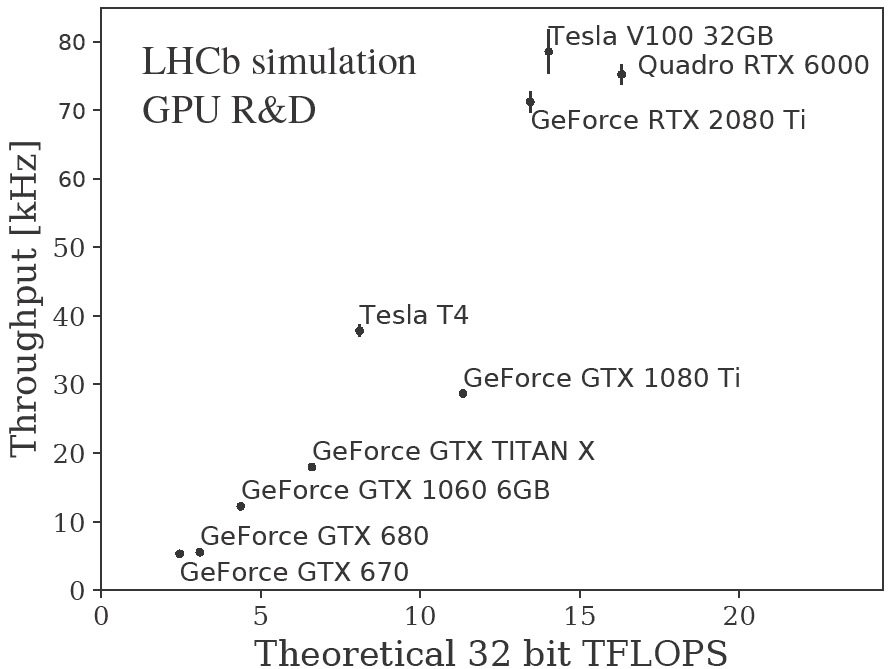 LHCb simulation
GPU R&D
Tesla V100 32GB
Quadro RTX 6000
GeForce RTX 2080 Ti
Tesla T4
GeForce GTX 1080 Ti
GeForce GTX TITAN X
GeForce GTX 1060 6GB
GeForce GTX 680
GeForce GTX 670
Throughput [kHz]
80
70
60
50
40
30
20
10
0
0 5 10 15 20
Theoretical 32 bit TFLOPS